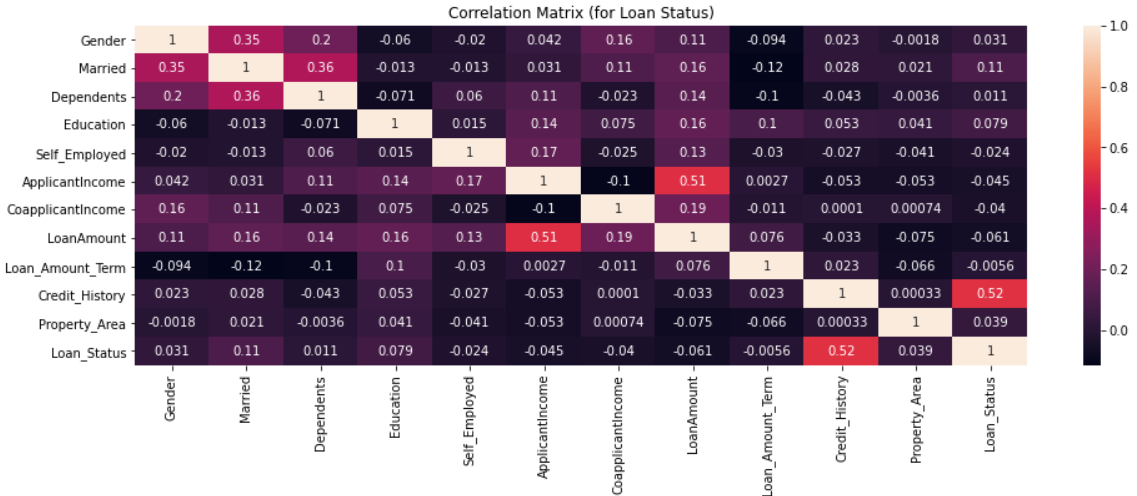 Correlation Matrix (for Loan Status)
Gender 1 0.35 0.2 -0.06 -0.02 0.042 0.16 0.11 -0.094 0.023 -0.0018 0.031
Married 0.35 1 0.36 -0.013 -0.013 0.031 0.11 0.16 -0.12 0.028 0.021 0.11
Dependents 0.2 0.36 1 -0.071 0.06 0.11 -0.023 0.14 -0.1 -0.043 -0.0036 0.011
Education -0.06 -0.013 -0.071 1 0.015 0.14 0.075 0.16 0.1 0.053 0.041 0.079
Self_Employed -0.02 -0.013 0.06 0.015 1 0.17 -0.025 0.13 -0.03 -0.027 -0.041 -0.024
ApplicantIncome 0.042 0.031 0.11 0.14 0.17 1 -0.1 0.51 0.0027 -0.053 -0.053 -0.045
CoapplicantIncome 0.16 0.11 -0.023 0.075 -0.025 -0.1 1 0.19 -0.011 0.0001 0.00074 -0.04
LoanAmount 0.11 0.16 0.14 0.16 0.13 0.51 0.19 1 0.076 -0.033 -0.075 -0.061
Loan_Amount_Term -0.094 -0.12 -0.1 0.1 -0.03 0.0027 -0.011 0.076 1 0.023 -0.066 -0.0056
Credit_History 0.023 0.028 -0.043 0.053 -0.027 -0.053 0.0001 -0.033 0.023 1 0.00033 0.52
Property_Area -0.0018 0.021 -0.0036 0.041 -0.041 -0.053 0.00074 -0.075 -0.066 0.00033 1 0.039
Loan_Status 0.031 0.11 0.011 0.079 -0.024 -0.045 -0.04 -0.061 -0.0056 0.52 0.039 1
Gender
Married
Dependents
Education
Self_Employed
ApplicantIncome
CoapplicantIncome
LoanAmount
Loan_Amount_Term
Credit_History
Property_Area
Loan_Status
1.0
0.8
0.6
0.4
0.2
0.0